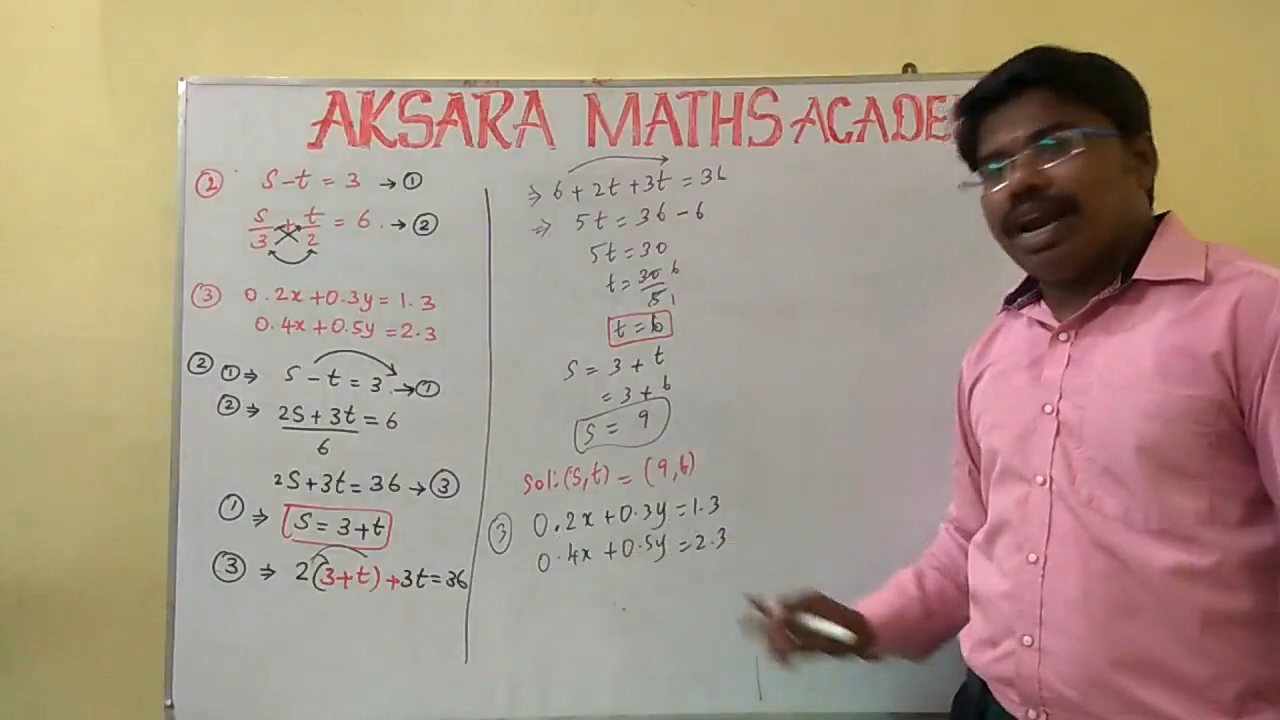 AKSARA MATHS ACADE
② s-t = 3 → ①
s/3 + t/2 = 6. → ②
③ 0.2x+0.3y = 1.3
0.4x+0.5y = 2.3
② ①⇒ s-t = 3 → ①
②⇒ 2s+3t/6 = 6
2s+3t = 36 → ③
①⇒ s = 3+t
③⇒ 2(3+t)+3t=36
⇒ 6+2t+3t = 36
⇒ 5t = 36-6
5t = 30
t = 30/5 6 1
t = 6
s = 3+t
= 3+6
s = 9
Sol: (s,t) = (9,6)
③ 0.2x+0.3y = 1.3
0.4x+0.5y = 2.3